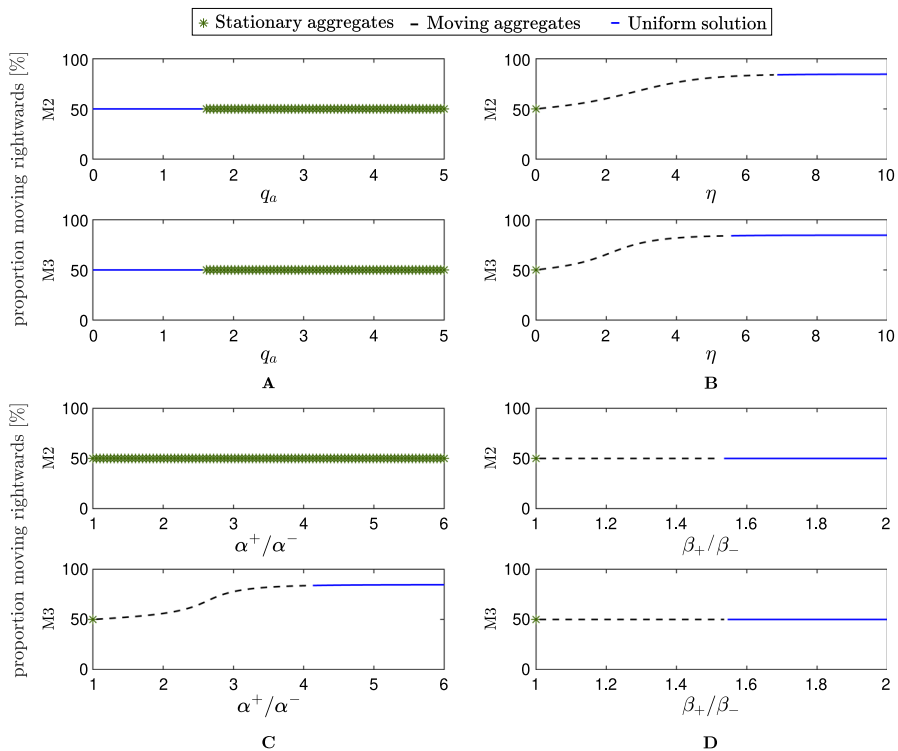 Stationary aggregates Moving aggregates Uniform solution
proportion moving rightwards [%]
M2
100
50
0
0 1 2 3 4 5
q_a
M3
100
50
0
0 1 2 3 4 5
q_a
A
M2
100
50
0
0 2 4 6 8 10
η
M3
100
50
0
0 2 4 6 8 10
η
B
proportion moving rightwards [%]
M2
100
50
0
1 2 3 4 5 6
α⁺/α⁻
M3
100
50
0
1 2 3 4 5 6
α⁺/α⁻
C
M2
100
50
0
1 1.2 1.4 1.6 1.8 2
β₊/β₋
M3
100
50
0
1 1.2 1.4 1.6 1.8 2
β₊/β₋
D